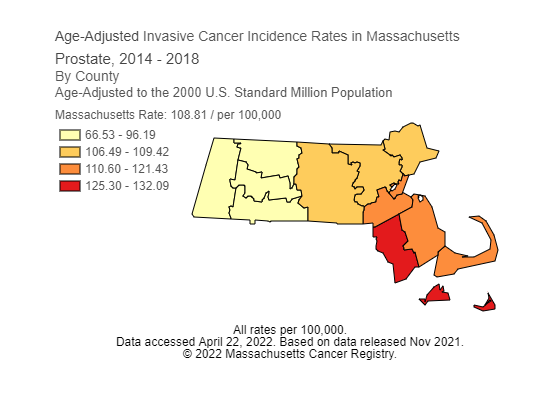 Age-Adjusted Invasive Cancer Incidence Rates in Massachusetts
Prostate, 2014 - 2018
By County
Age-Adjusted to the 2000 U.S. Standard Million Population
Massachusetts Rate: 108.81 / per 100,000
66.53 - 96.19
106.49 - 109.42
110.60 - 121.43
125.30 - 132.09
All rates per 100,000.
Data accessed April 22, 2022. Based on data released Nov 2021.
© 2022 Massachusetts Cancer Registry.